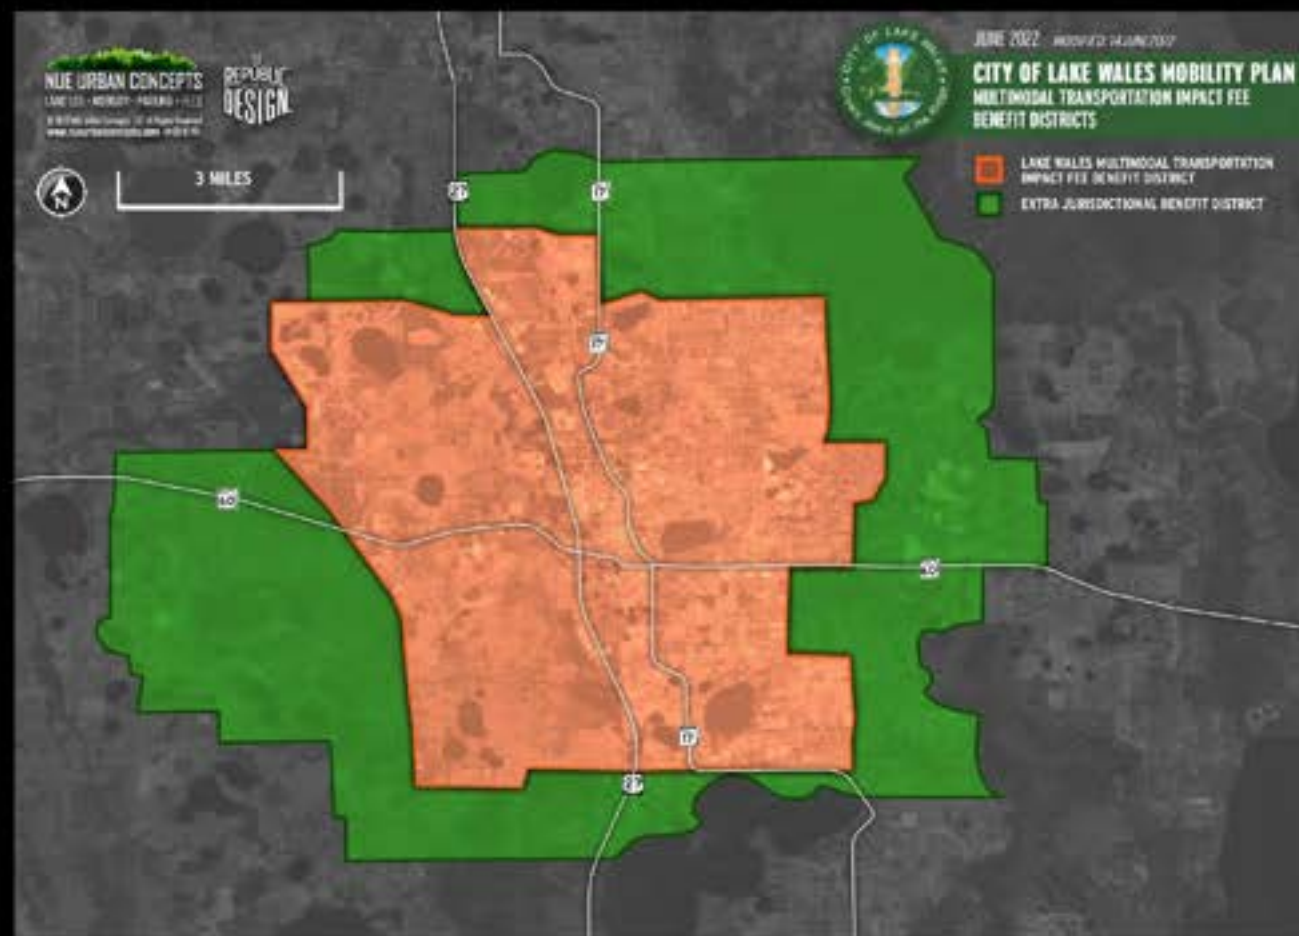 NUE URBAN CONCEPTS
REPUBLIC
DESIGN
3 MILES
N
JUNE 2022
CITY OF LAKE WALES MOBILITY PLAN
MULTIMODAL TRANSPORTATION IMPACT FEE
BENEFIT DISTRICTS
LAKE WALES MULTIMODAL TRANSPORTATION
IMPACT FEE BENEFIT DISTRICT
EXTRA JURISDICTIONAL BENEFIT DISTRICT
27
17
17
60
60
17
27